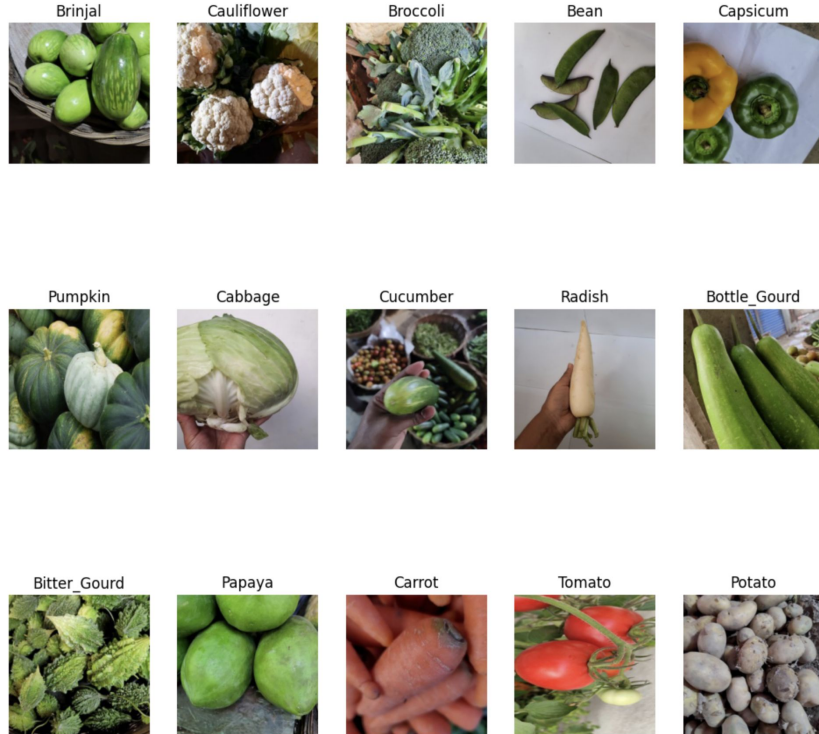 Brinjal
Cauliflower
Broccoli
Bean
Capsicum
Pumpkin
Cabbage
Cucumber
Radish
Bottle_Gourd
Bitter_Gourd
Papaya
Carrot
Tomato
Potato